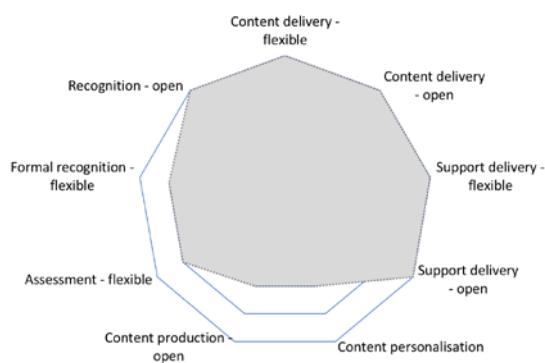 Content delivery -
flexible
Content delivery
- open
Recognition - open
Formal recognition -
flexible
Support delivery -
flexible
Support delivery
- open
Assessment - flexible
Content production -
open
Content personalisation